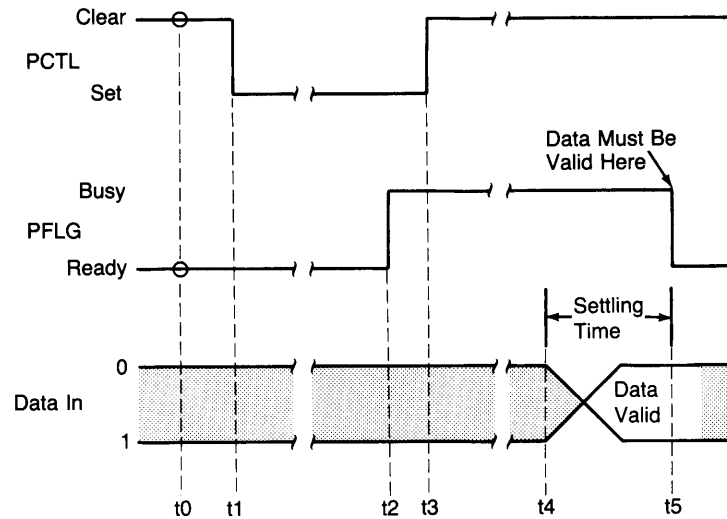 Clear
PCTL
Set
Data Must Be
Valid Here
Busy
PFLG
Ready
Settling
Time
0
Data In
Data
Valid
1
t0
t1
t2
t3
t4
t5